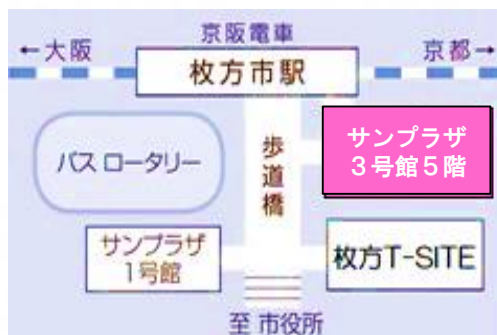 京阪電車
←大阪
京都→
枚方市駅
バス ロータリー
歩道橋
サンプラザ
3号館5階
サンプラザ
1号館
枚方T-SITE
至 市役所